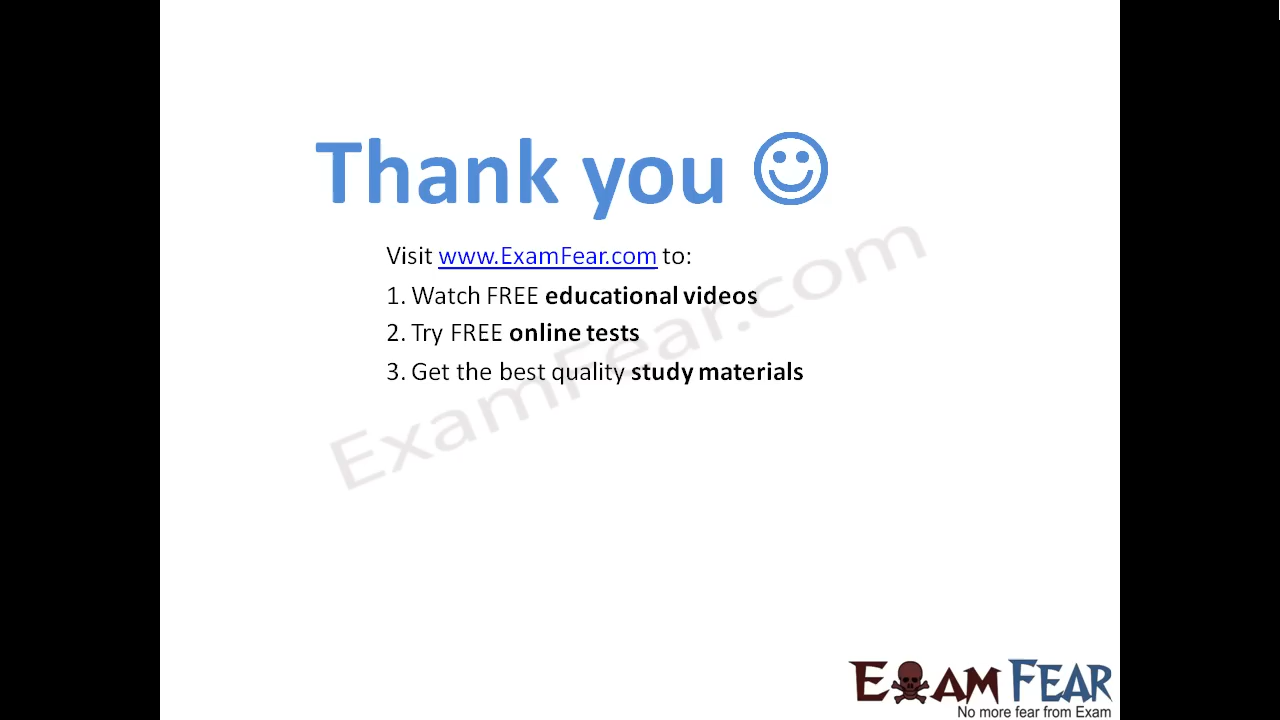 Thank you ☺
Visit www.ExamFear.com to:
1. Watch FREE educational videos
2. Try FREE online tests
3. Get the best quality study materials
ExamFear.com
EXAM FEAR
No more fear from Exam